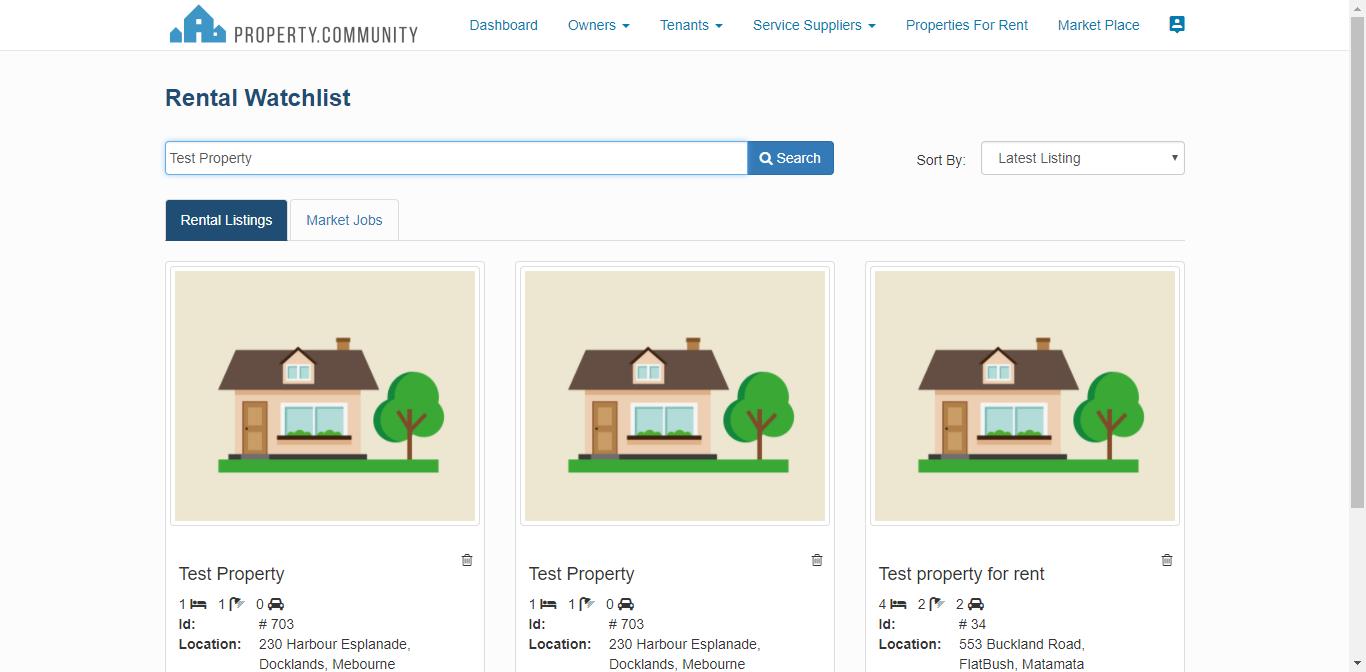 PROPERTY.COMMUNITY Dashboard Owners Tenants Service Suppliers Properties For Rent Market Place
Rental Watchlist
Test Property Search Sort By: Latest Listing
Rental Listings Market Jobs
Test Property Test Property Test property for rent
1 1 0 1 1 0 4 2 2
Id: # 703 Id: # 703 Id: # 34
Location: 230 Harbour Esplanade, Location: 230 Harbour Esplanade, Location: 553 Buckland Road,
Docklands, Mebourne Docklands, Mebourne FlatBush, Matamata